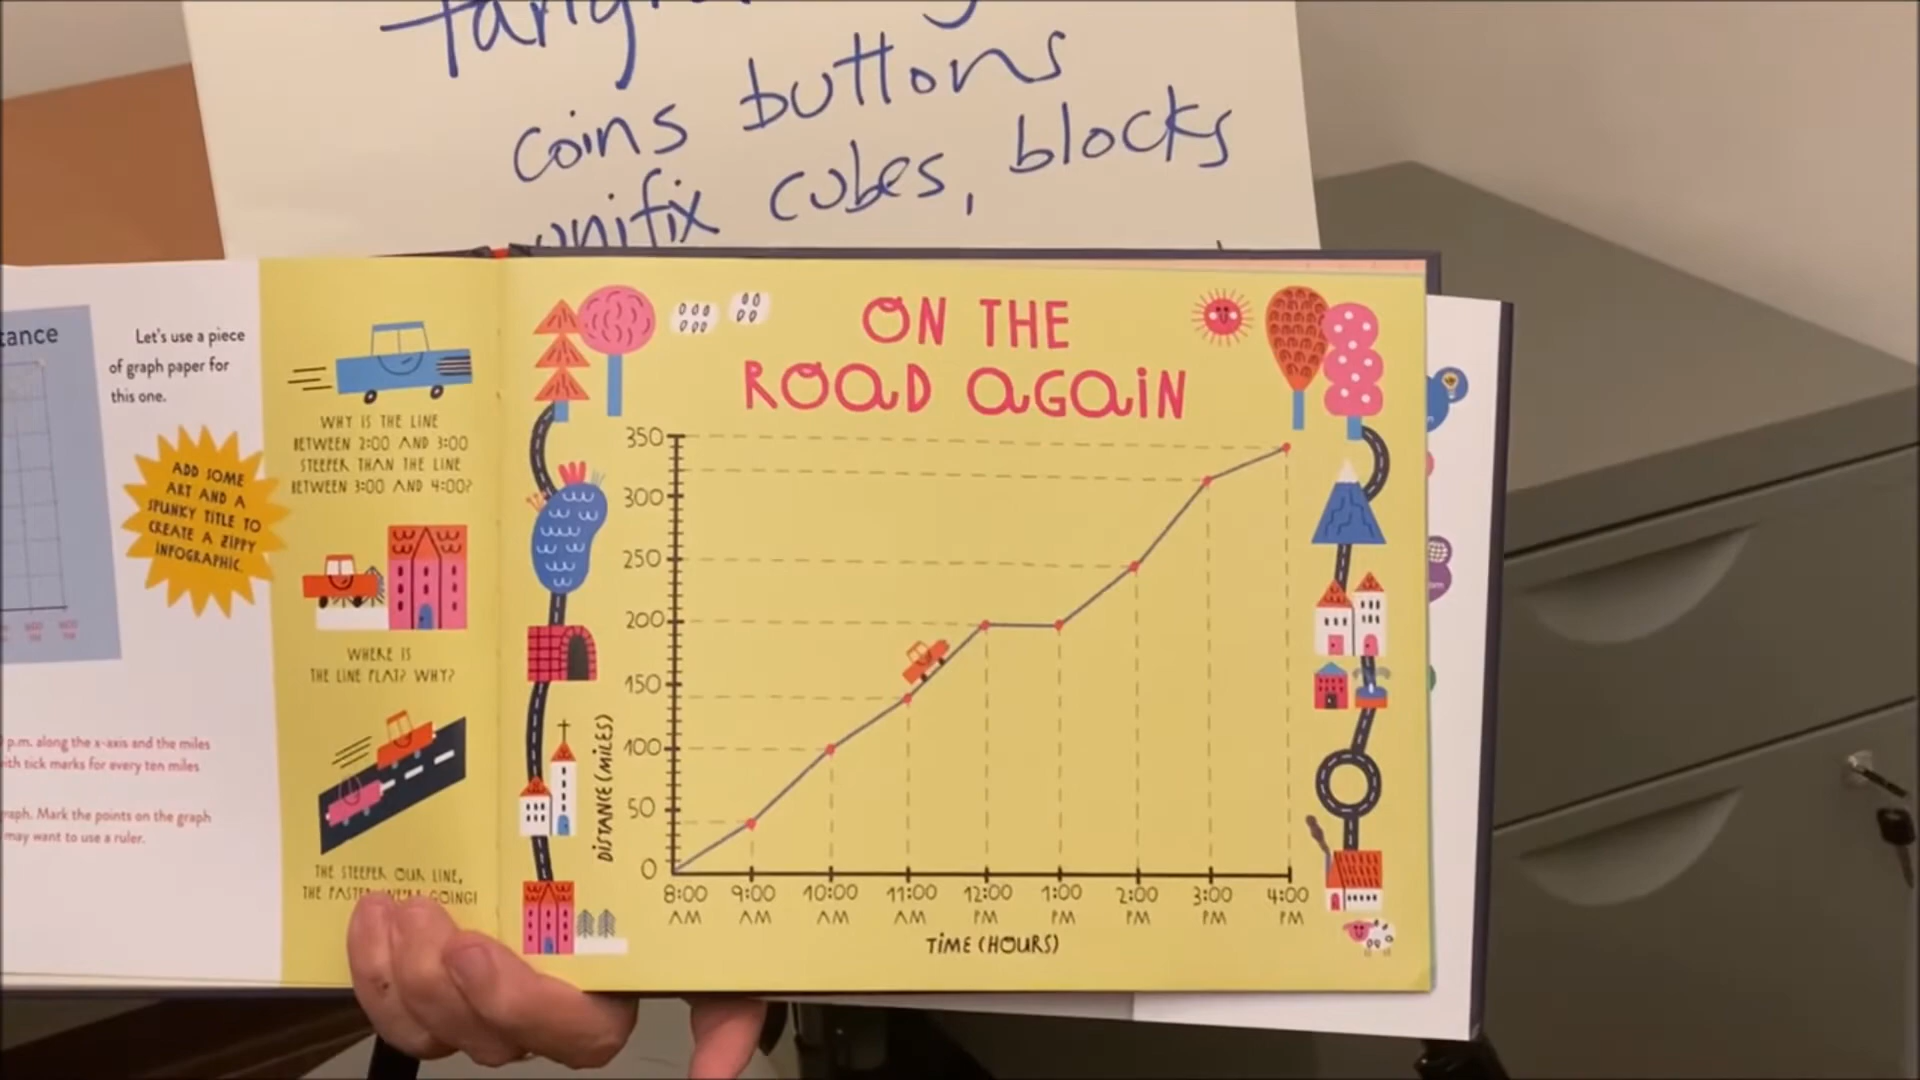 coins buttons
unifix cubes, blocks
tance
Let's use a piece
of graph paper for
this one.
ADD SOME
ART AND A
SPUNKY TITLE TO
CREATE A ZIPPY
INFOGRAPHIC.
p.m. along the x-axis and the miles
ith tick marks for every ten miles
raph. Mark the points on the graph
may want to use a ruler.
WHY IS THE LINE
BETWEEN 2:00 AND 3:00
STEEPER THAN THE LINE
BETWEEN 3:00 AND 4:00?
WHERE IS
THE LINE FLAT? WHY?
THE STEEPER OUR LINE,
THE FASTER WE'RE GOING!
ON THE
ROAD AGAIN
350
300
250
200
150
100
50
0
DISTANCE (MILES)
8:00 9:00 10:00 11:00 12:00 1:00 2:00 3:00 4:00
AM AM AM AM PM PM PM PM PM
TIME (HOURS)